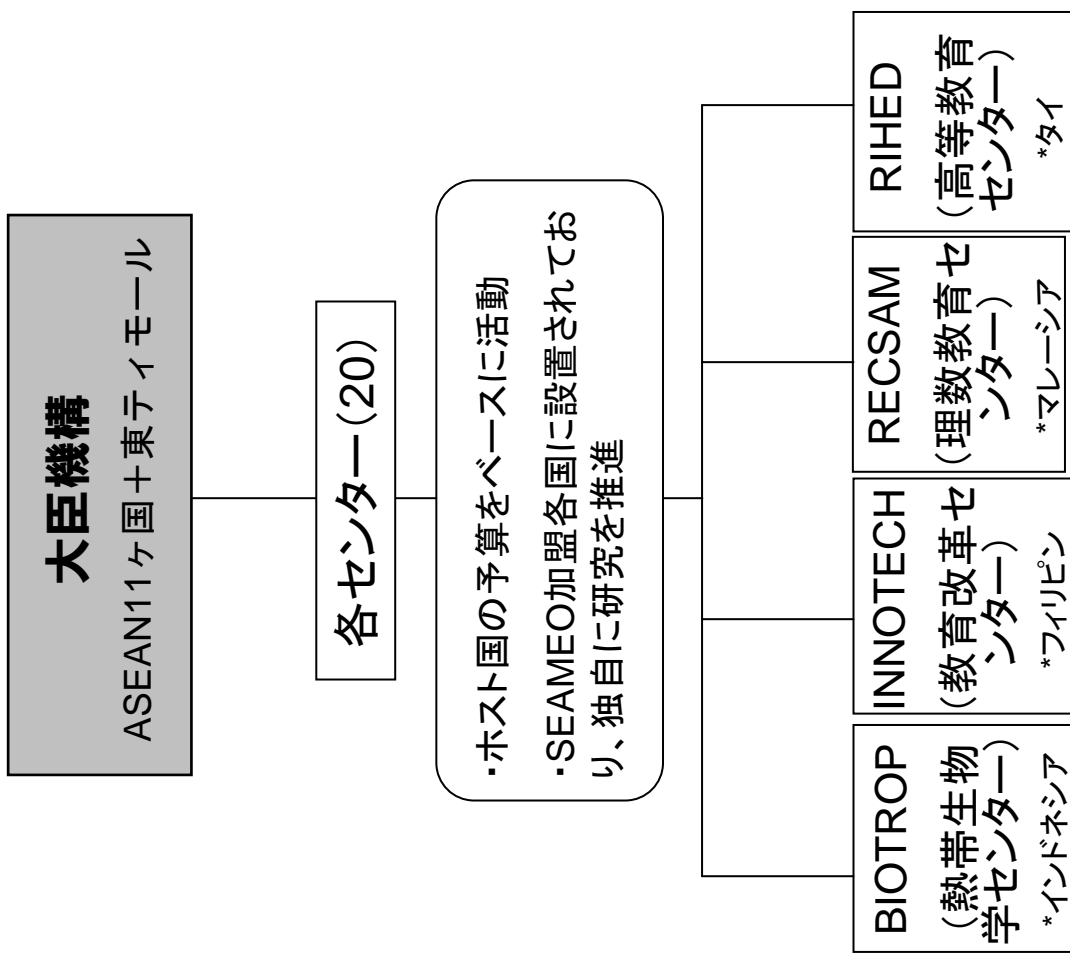 大臣機構
ASEAN11ヶ国＋東ティモール
各センター(20)
・ホスト国の予算をベースに活動
・SEAMEO加盟各国に設置されてお
り、独自に研究を推進
BIOTROP
（熱帯生物
学センター）
*インドネシア
INNOTECH
（教育改革セ
ンター）
*フィリピン
RECSAM
（理数教育セ
ンター）
*マレーシア
RIHED
（高等教育
センター）
*タイ